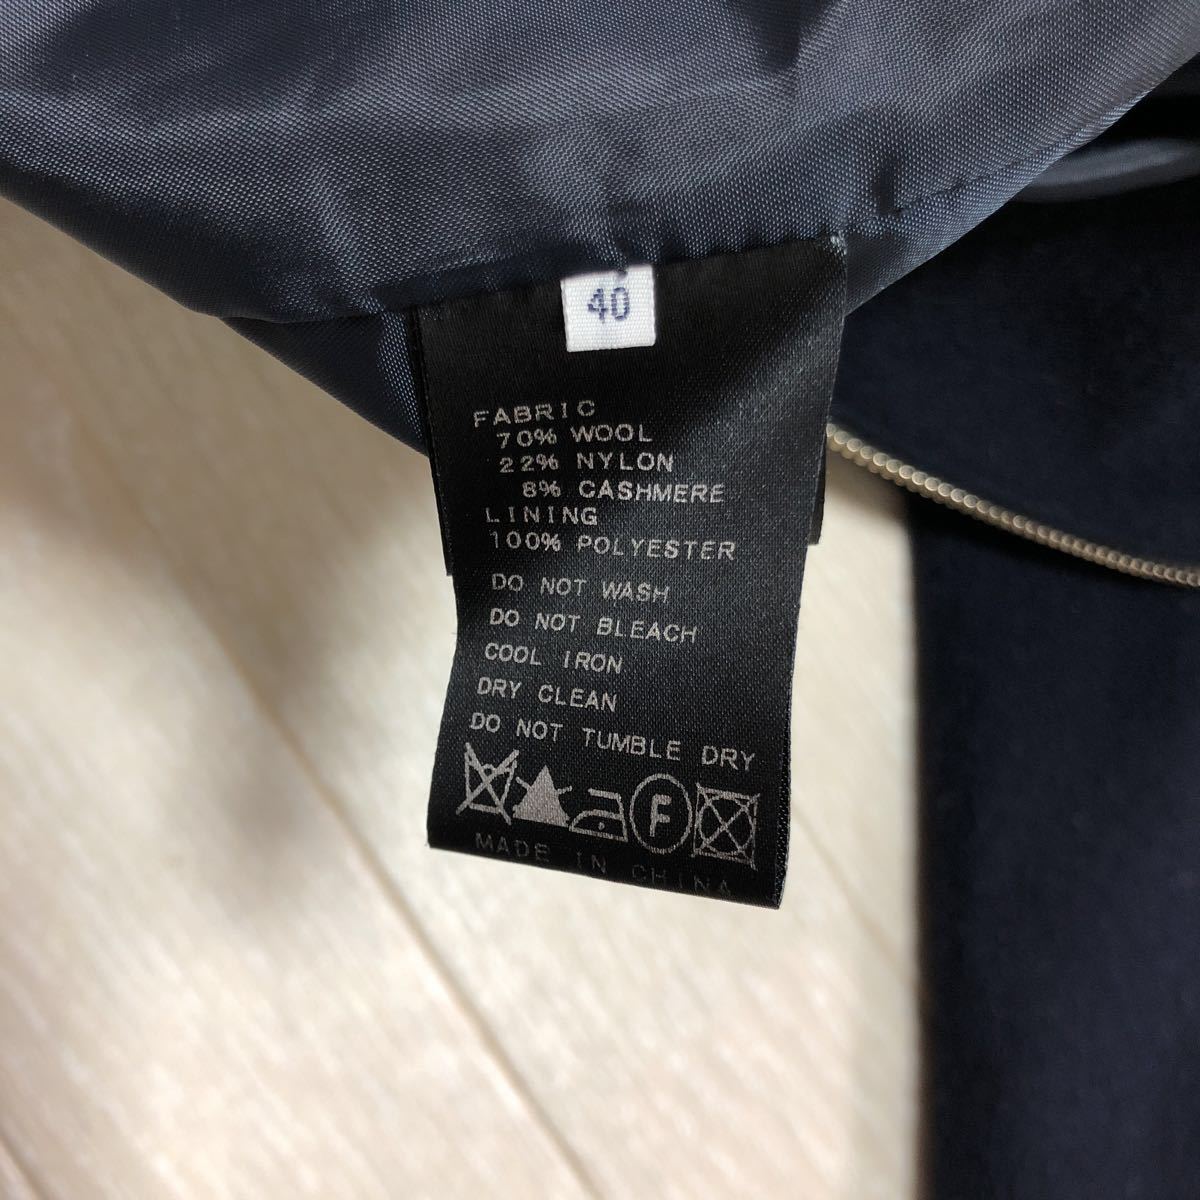 40
FABRIC
70% WOOL
22% NYLON
8% CASHMERE
LINING
100% POLYESTER
DO NOT WASH
DO NOT BLEACH
COOL IRON
DRY CLEAN
DO NOT TUMBLE DRY
F
MADE IN CHINA